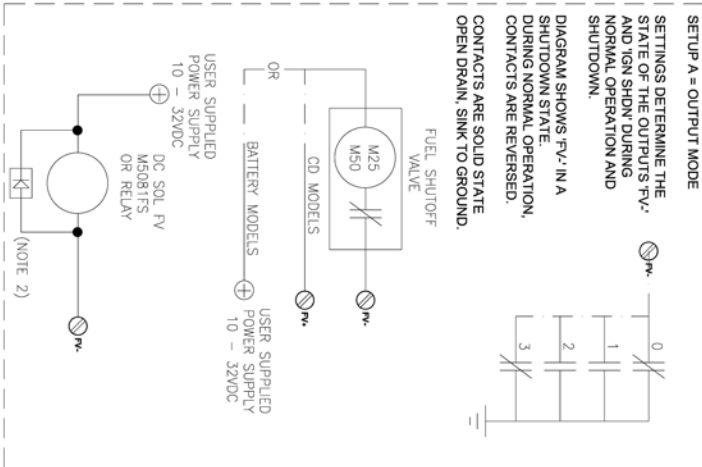 SETUP A = OUTPUT MODE
SETTINGS DETERMINE THE
STATE OF THE OUTPUTS 'FV-'
AND 'IGN SHDN' DURING
NORMAL OPERATION AND
SHUTDOWN.
DIAGRAM SHOWS 'FV-' IN A
SHUTDOWN STATE.
DURING NORMAL OPERATION,
CONTACTS ARE REVERSED.
CONTACTS ARE SOLID STATE
OPEN DRAIN, SINK TO GROUND.
FV-
0
1
2
3
FUEL SHUTOFF
VALVE
M25
M50
FV-
CD MODELS
FV+
OR
BATTERY MODELS
USER SUPPLIED
POWER SUPPLY
10 – 32VDC
USER SUPPLIED
POWER SUPPLY
10 – 32VDC
DC SOL FV
M5081FS
OR RELAY
FV-
(NOTE 2)